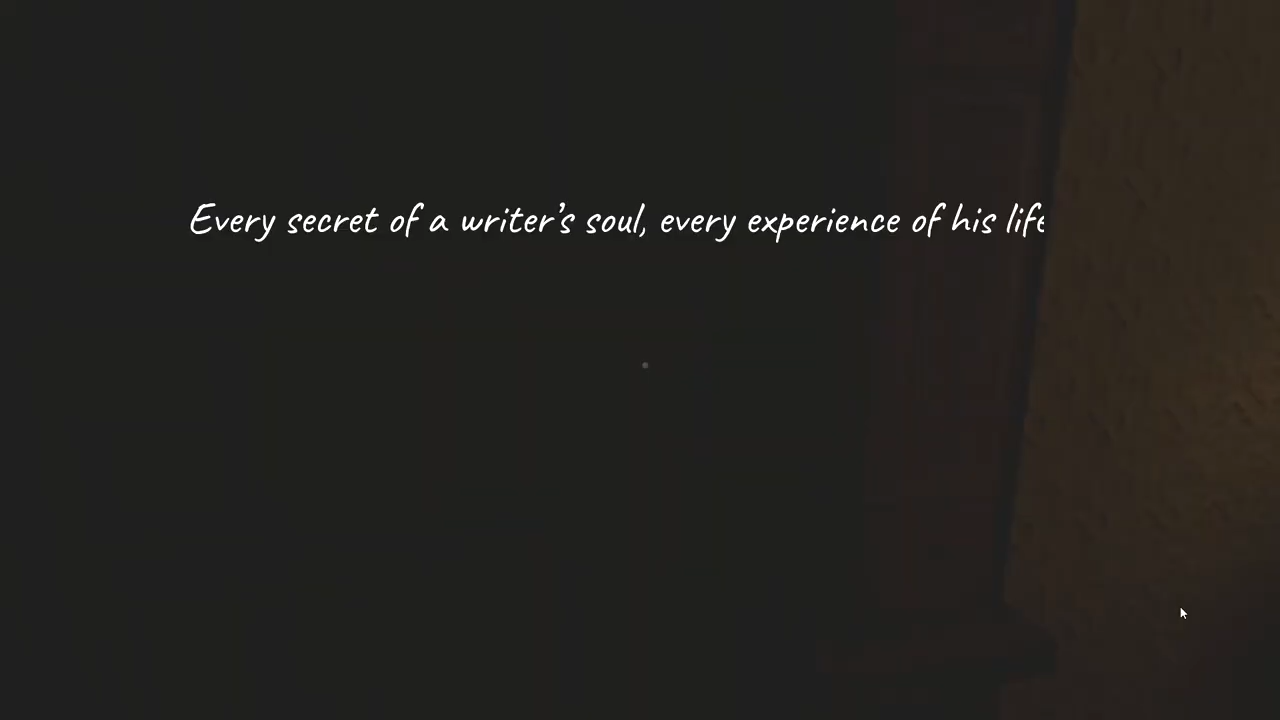 Every secret of a writer’s soul, every experience of his life